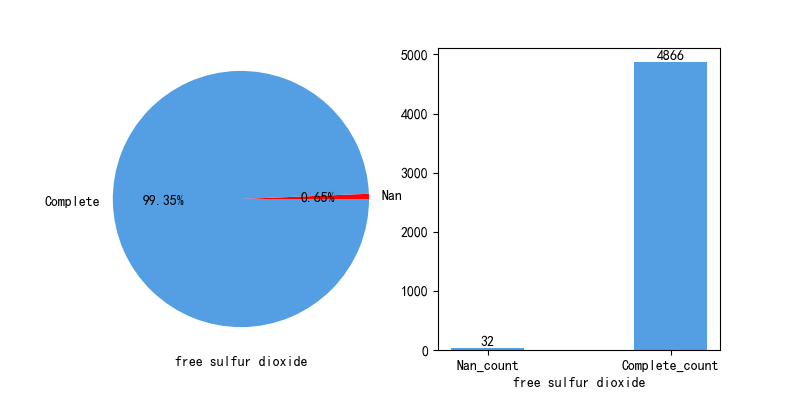 Complete
99.35%
0.65%
Nan
free sulfur dioxide
5000
4000
3000
2000
1000
0
32
4866
Nan_count
Complete_count
free sulfur dioxide